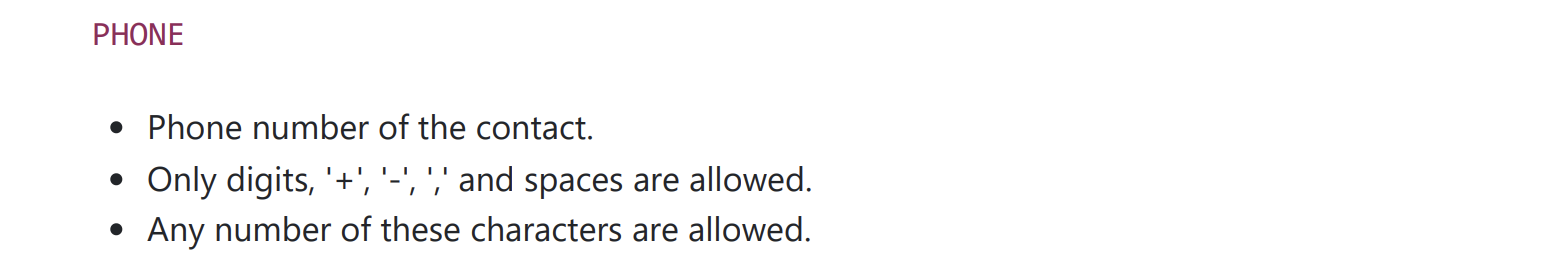 PHONE
• Phone number of the contact.
• Only digits, '+', '-', ',' and spaces are allowed.
• Any number of these characters are allowed.